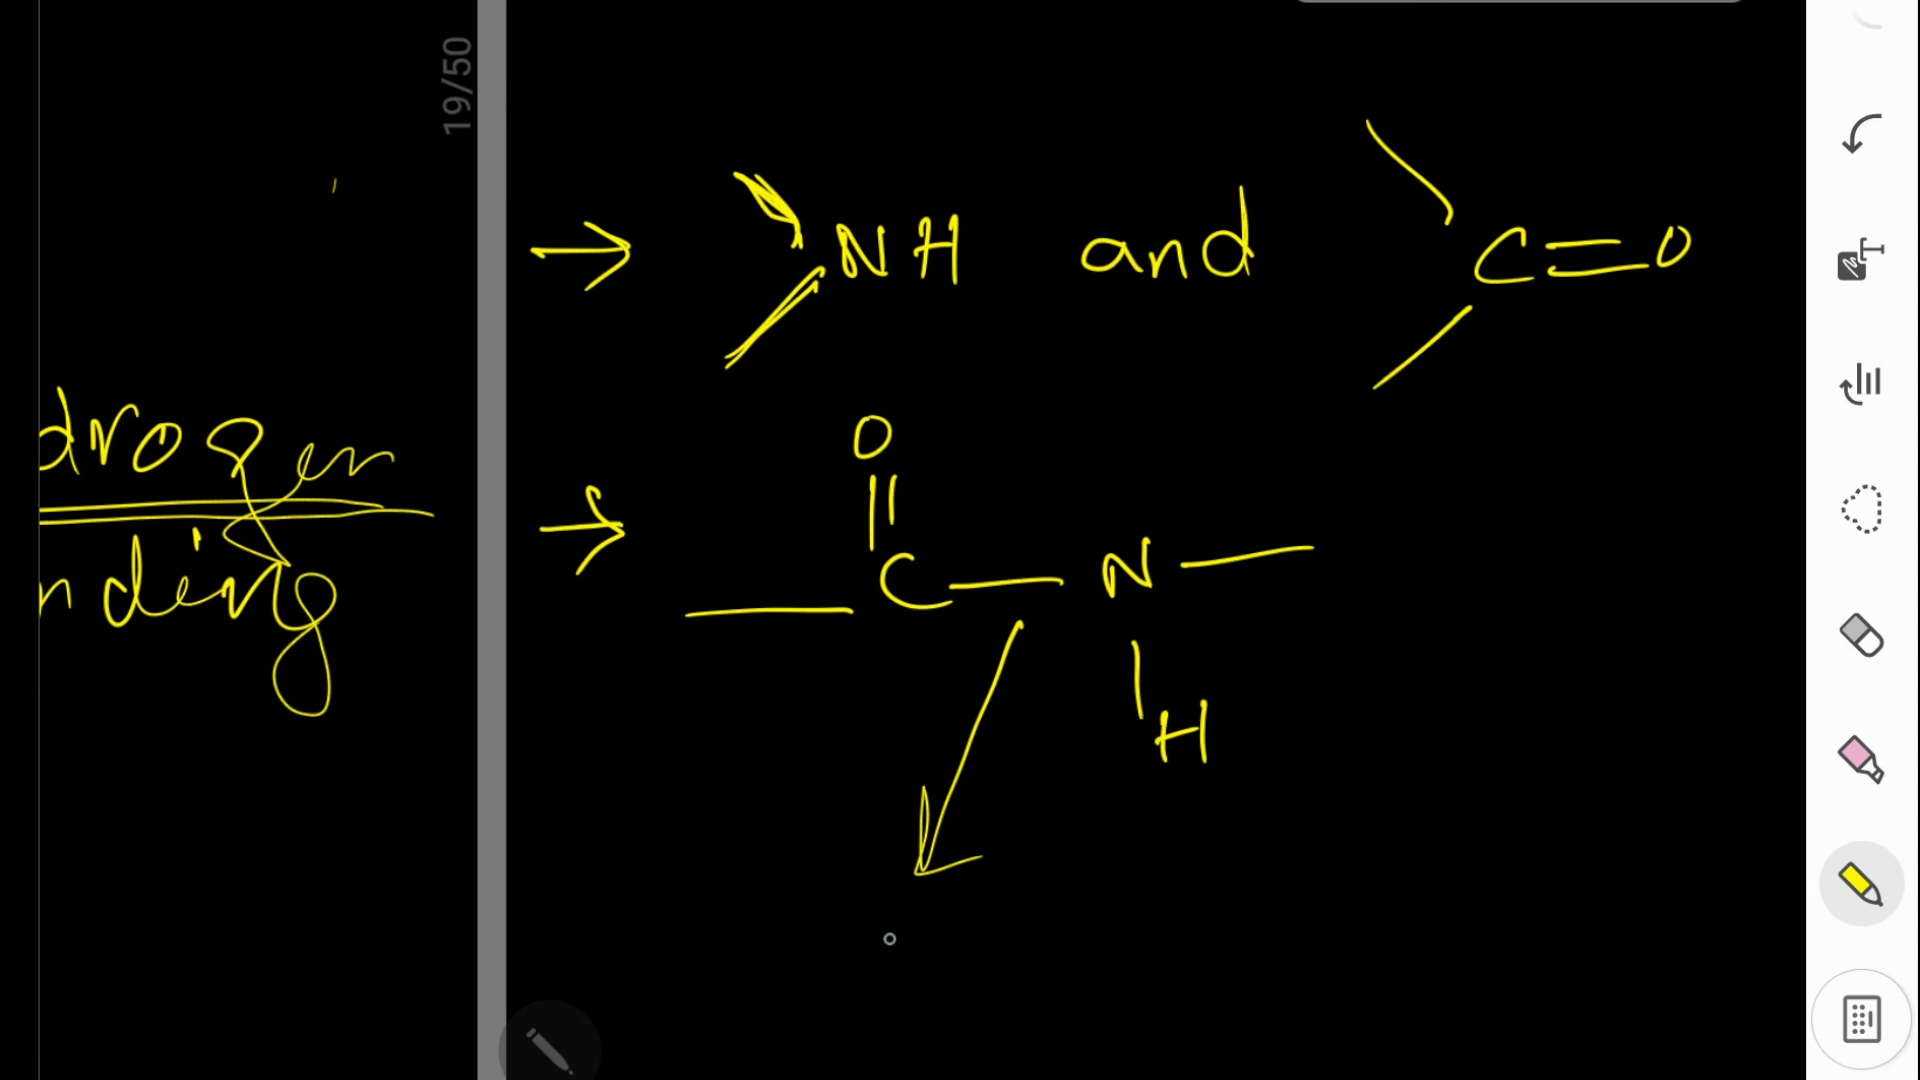 19/50
drogen
nding
→ NH and C=O
→
O
||
C — N —
|
H